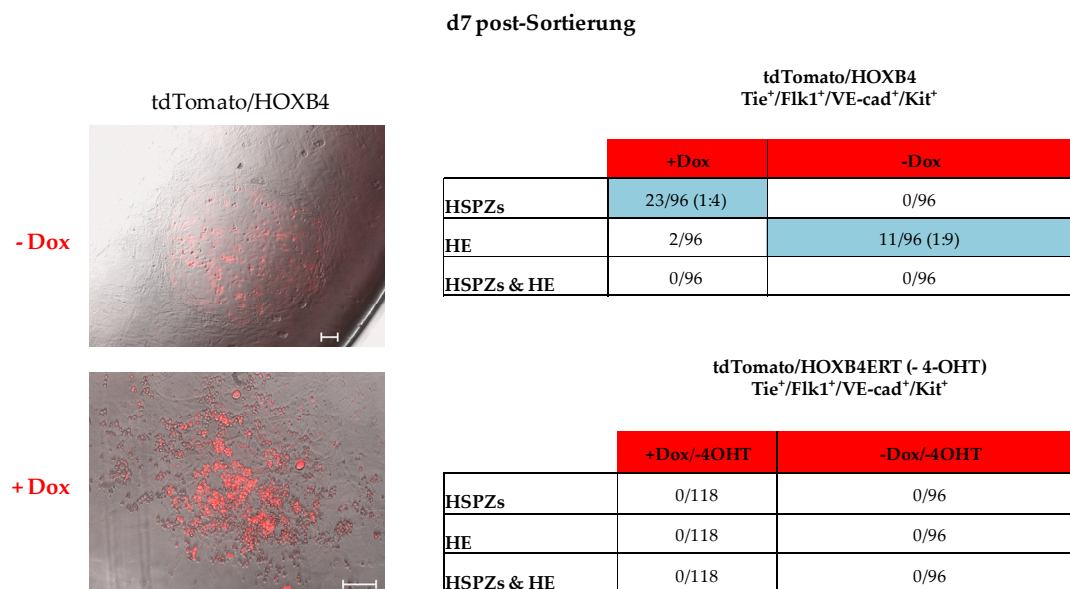 d7 post-Sortierung
tdTomato/HOXB4
- Dox
+ Dox
tdTomato/HOXB4
Tie⁺/Flk1⁺/VE-cad⁺/Kit⁺
+Dox -Dox
HSPZs 23/96 (1:4) 0/96
HE 2/96 11/96 (1:9)
HSPZs & HE 0/96 0/96
tdTomato/HOXB4ERT (- 4-OHT)
Tie⁺/Flk1⁺/VE-cad⁺/Kit⁺
+Dox/-4OHT -Dox/-4OHT
HSPZs 0/118 0/96
HE 0/118 0/96
HSPZs & HE 0/118 0/96